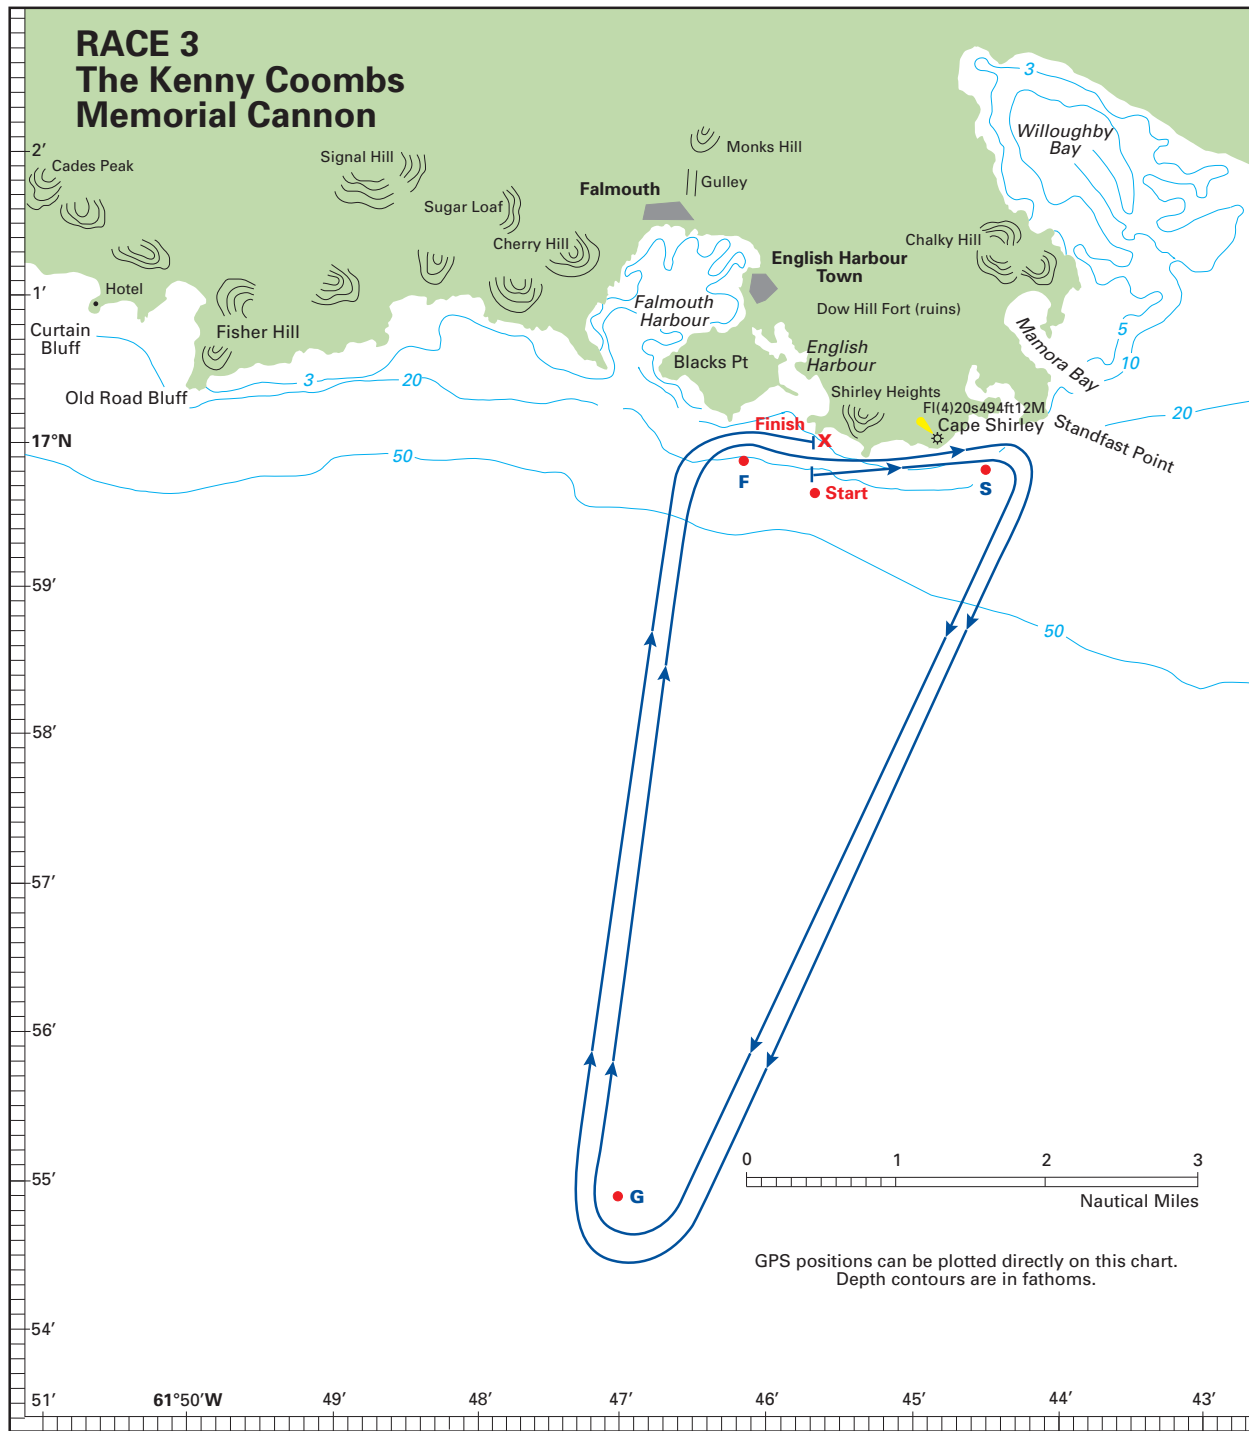 RACE 3
The Kenny Coombs
Memorial Cannon
3
Willoughby
Bay
Monks Hill
2′
Cades Peak
Signal Hill
Gulley
Falmouth
Sugar Loaf
Cherry Hill
Chalky Hill
English Harbour
Town
Hotel
1′
Falmouth
Harbour
Dow Hill Fort (ruins)
Mamora Bay
5
10
Curtain
Bluff
Fisher Hill
English
Harbour
Blacks Pt
3
20
Old Road Bluff
Shirley Heights
Fl(4)20s494ft12M
Cape Shirley
20
Standfast Point
Finish
X
17°N
50
F
S
Start
59′
50
58′
57′
56′
55′
G
0
1
2
3
Nautical Miles
GPS positions can be plotted directly on this chart.
Depth contours are in fathoms.
54′
51′
61°50′W
49′
48′
47′
46′
45′
44′
43′